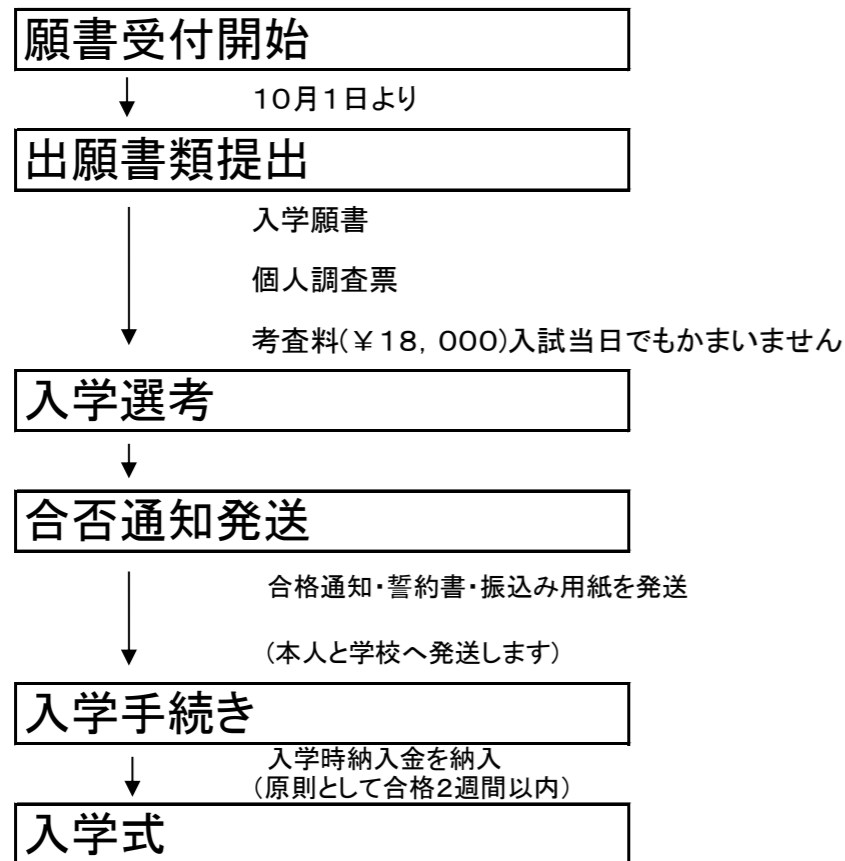 願書受付開始
10月1日より
出願書類提出
入学願書
個人調査票
考査料(￥18，000)入試当日でもかまいません
入学選考
合否通知発送
合格通知・誓約書・振込み用紙を発送
(本人と学校へ発送します)
入学手続き
入学時納入金を納入
(原則として合格2週間以内)
入学式